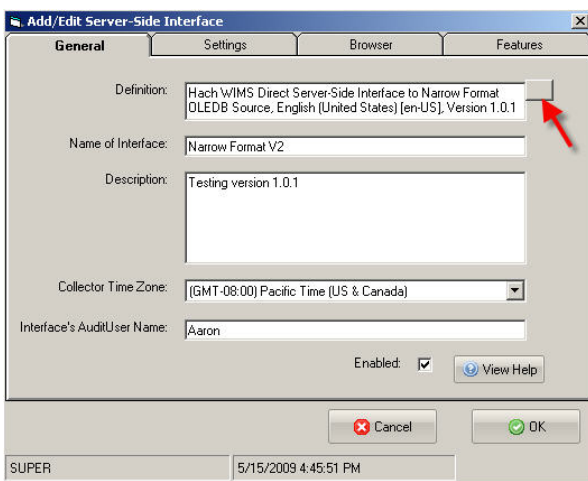 Add/Edit Server-Side Interface
General Settings Browser Features
Definition:
Hach WIMS Direct Server-Side Interface to Narrow Format
OLEDB Source, English (United States) [en-US], Version 1.0.1
Name of Interface:
Narrow Format V2
Description:
Testing version 1.0.1
Collector Time Zone:
(GMT-08:00) Pacific Time (US & Canada)
Interface's AuditUser Name:
Aaron
Enabled:
View Help
Cancel OK
SUPER 5/15/2009 4:45:51 PM